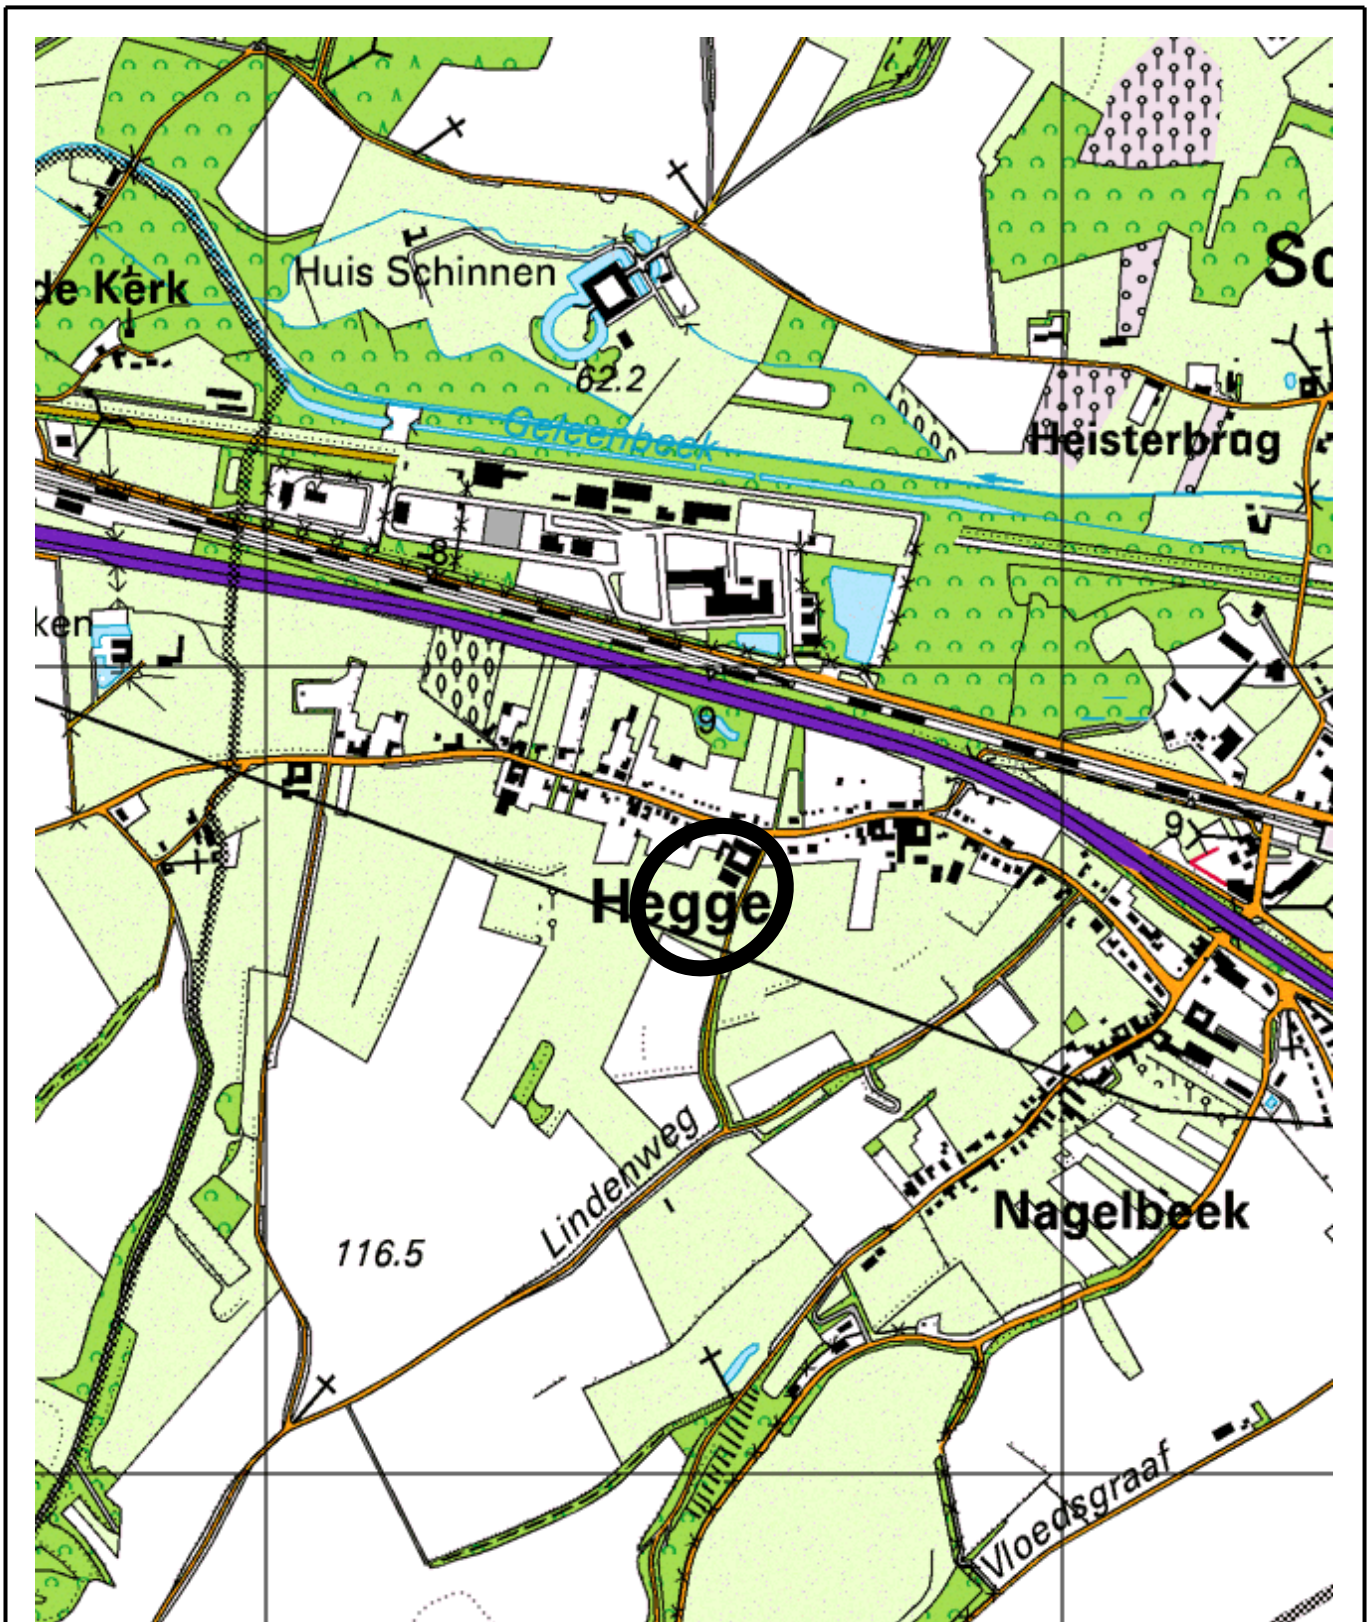 Huis Schinnen
de Kerk
Sc
62.2
Geleenbeek
Heisterbrug
8
ken
9
9
Hegge
Lindenweg
Nagelbeek
116.5
Vloedsgraaf